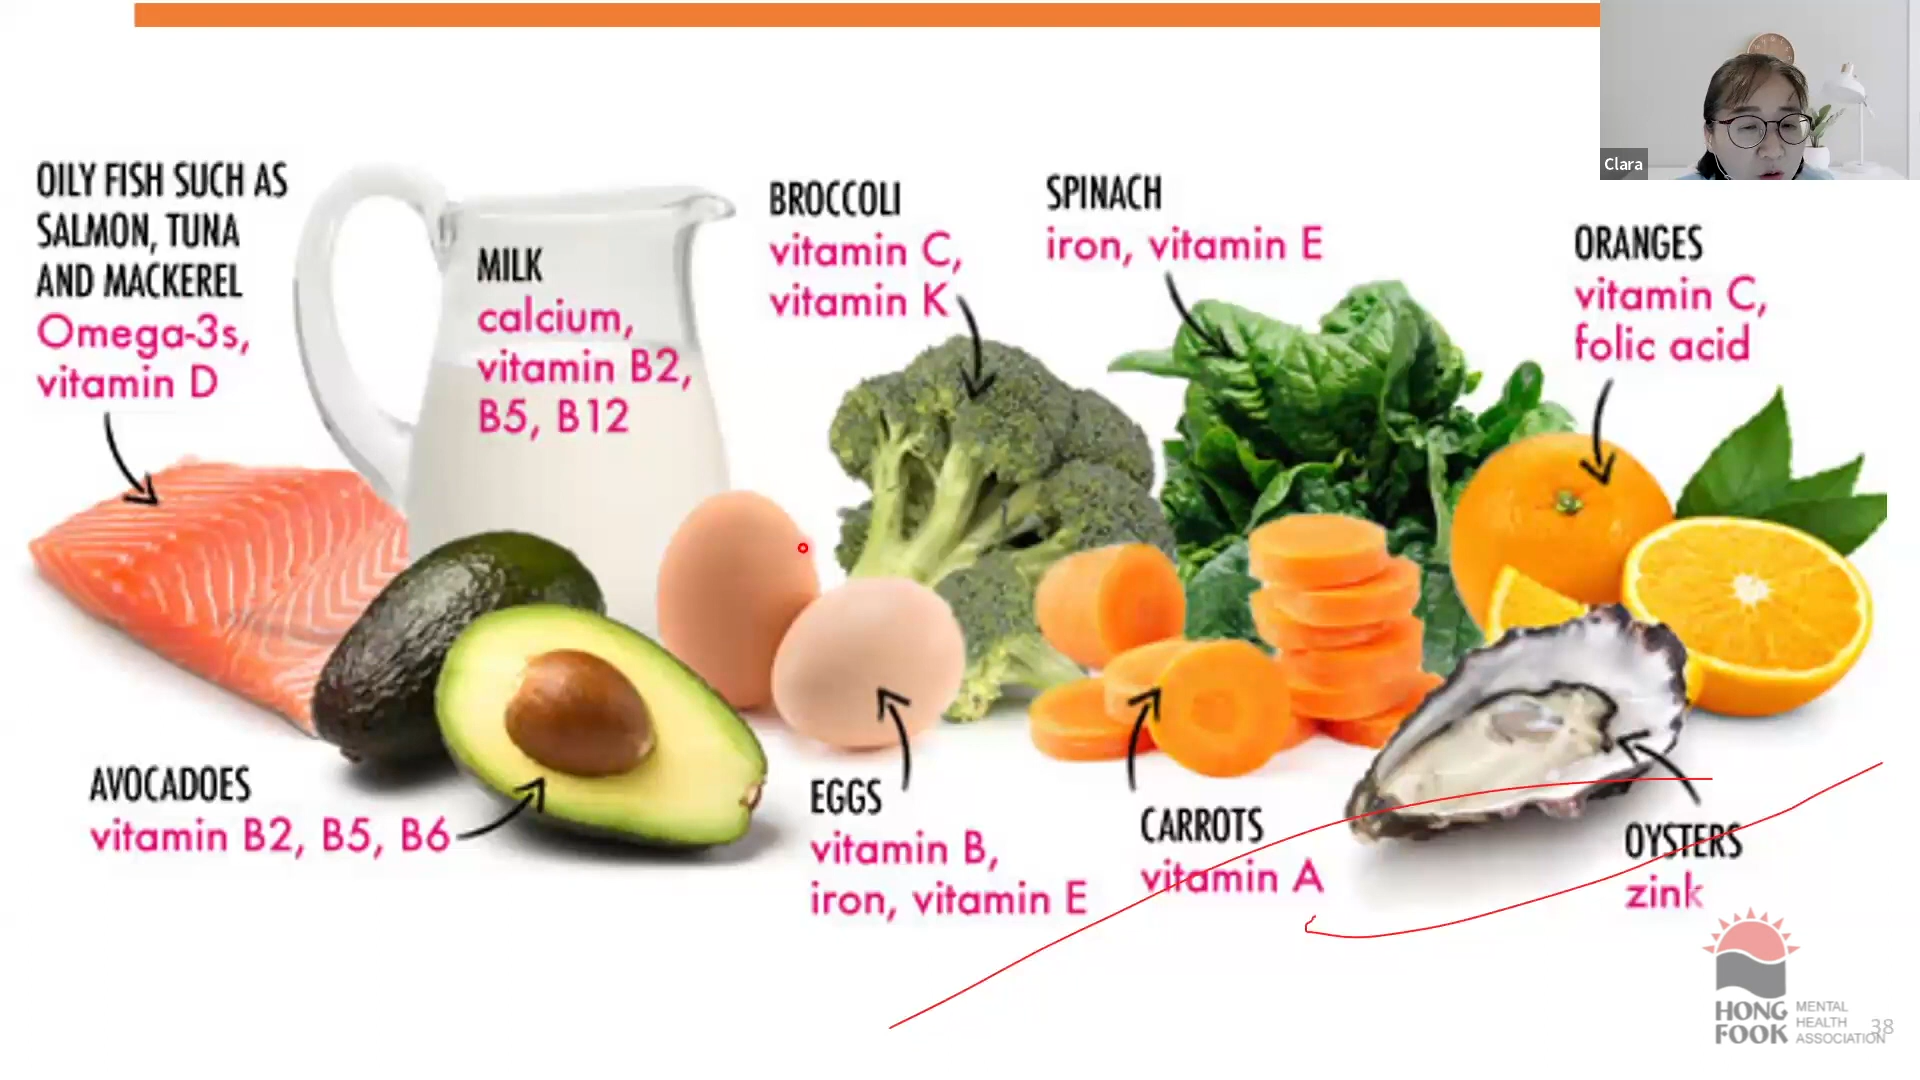 Clara
OILY FISH SUCH AS
SALMON, TUNA
AND MACKEREL
Omega-3s,
vitamin D
MILK
calcium,
vitamin B2,
B5, B12
BROCCOLI
vitamin C,
vitamin K
SPINACH
iron, vitamin E
ORANGES
vitamin C,
folic acid
AVOCADOES
vitamin B2, B5, B6
EGGS
vitamin B,
iron, vitamin E
CARROTS
vitamin A
OYSTERS
zink
HONG
FOOK
MENTAL
HEALTH
ASSOCIATION
38